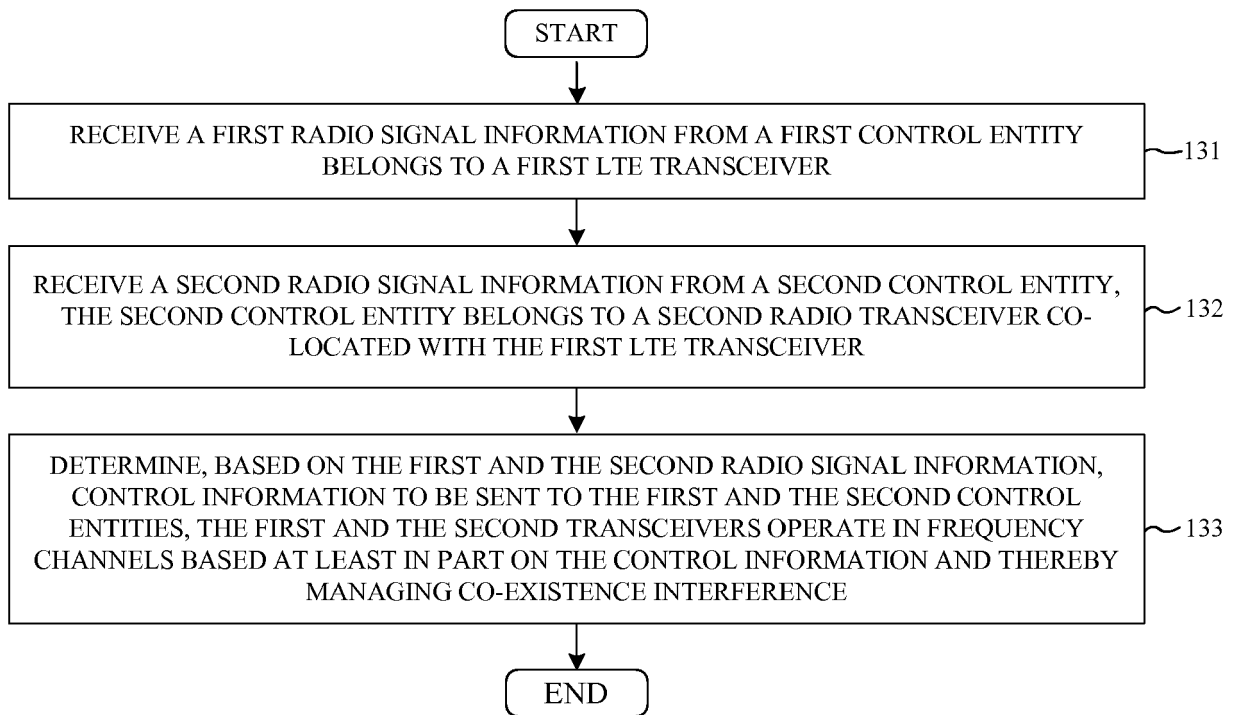 START
RECEIVE A FIRST RADIO SIGNAL INFORMATION FROM A FIRST CONTROL ENTITY
BELONGS TO A FIRST LTE TRANSCEIVER
131
RECEIVE A SECOND RADIO SIGNAL INFORMATION FROM A SECOND CONTROL ENTITY,
THE SECOND CONTROL ENTITY BELONGS TO A SECOND RADIO TRANSCEIVER CO-
LOCATED WITH THE FIRST LTE TRANSCEIVER
132
DETERMINE, BASED ON THE FIRST AND THE SECOND RADIO SIGNAL INFORMATION,
CONTROL INFORMATION TO BE SENT TO THE FIRST AND THE SECOND CONTROL
ENTITIES, THE FIRST AND THE SECOND TRANSCEIVERS OPERATE IN FREQUENCY
CHANNELS BASED AT LEAST IN PART ON THE CONTROL INFORMATION AND THEREBY
MANAGING CO-EXISTENCE INTERFERENCE
133
END